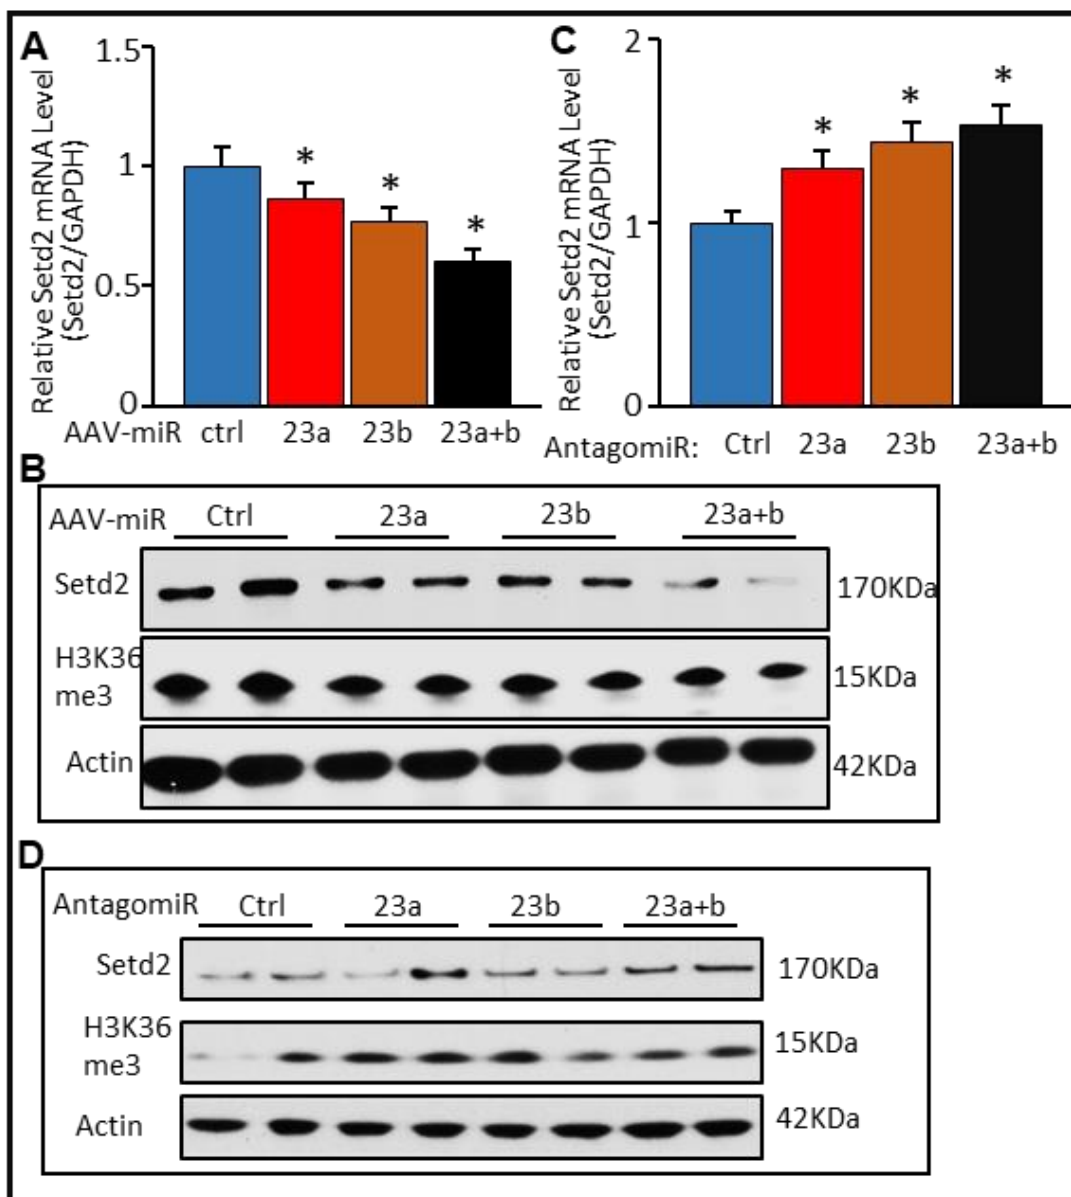 A
Relative Setd2 mRNA Level
(Setd2/GAPDH)
1.5
1
0.5
0
*
*
*
AAV-miR ctrl 23a 23b 23a+b
C
Relative Setd2 mRNA Level
(Setd2/GAPDH)
2
1
0
*
*
*
AntagomiR: Ctrl 23a 23b 23a+b
B
AAV-miR Ctrl 23a 23b 23a+b
Setd2 170KDa
H3K36
me3 15KDa
Actin 42KDa
D
AntagomiR Ctrl 23a 23b 23a+b
Setd2 170KDa
H3K36
me3 15KDa
Actin 42KDa